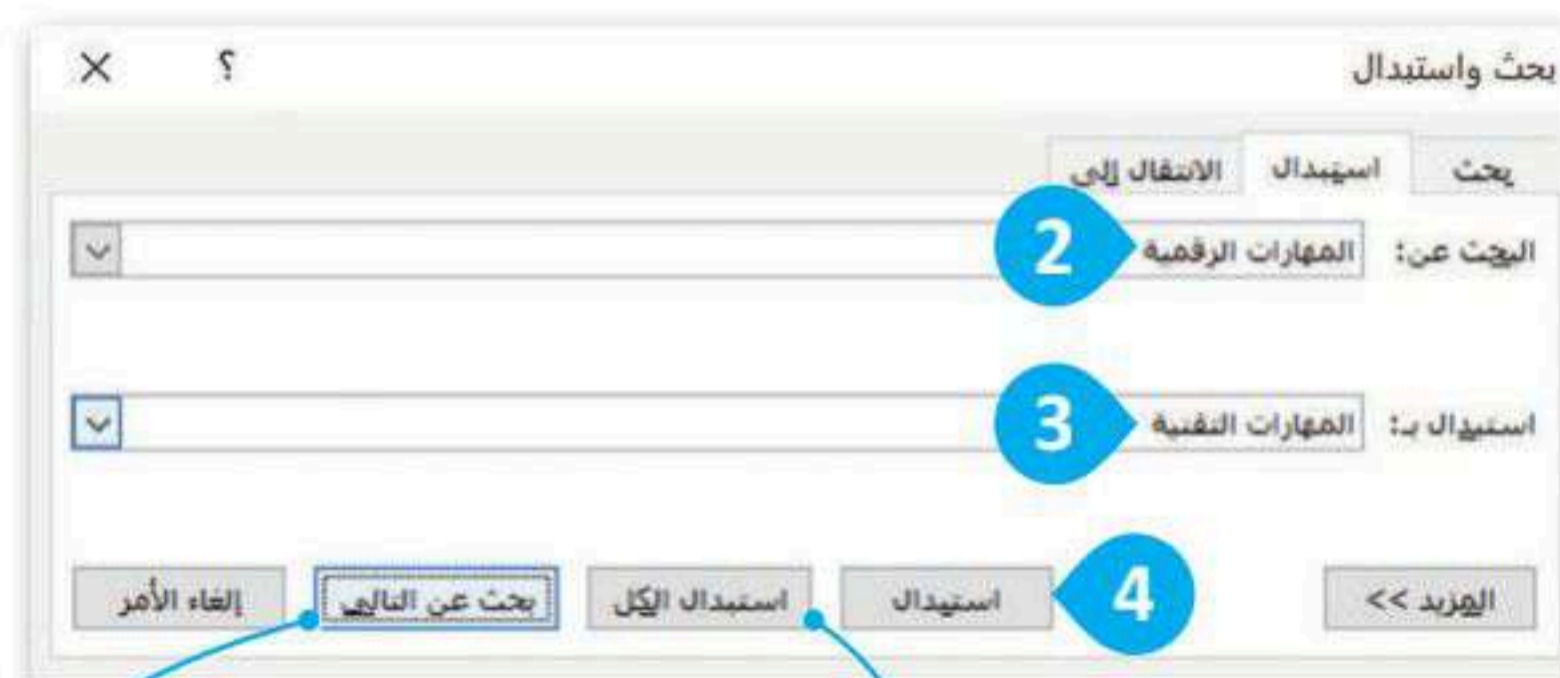 بحث واستبدال ؟ ×
بحث استبدال الانتقال إلى
البحث عن: المهارات الرقمية 2
استبدال بـ: المهارات التقنية 3
المزيد >> 4 استبدال استبدال الكل بحث عن التالي إلغاء الأمر